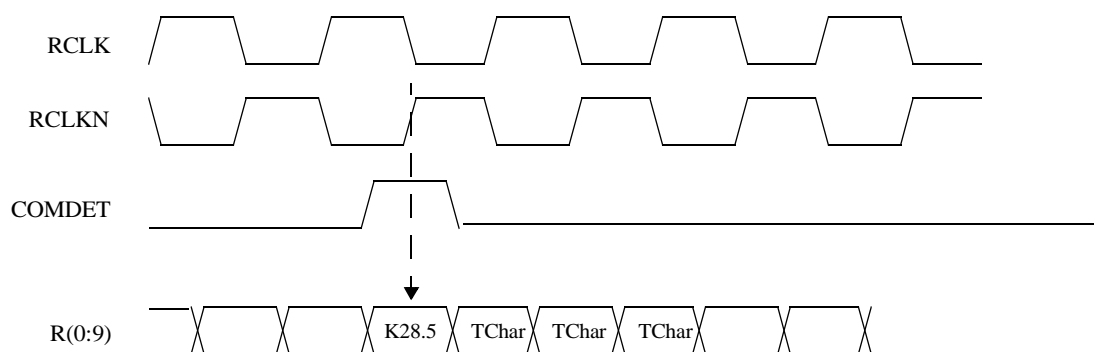 RCLK
RCLKN
COMDET
R(0:9)
K28.5 TChar TChar TChar